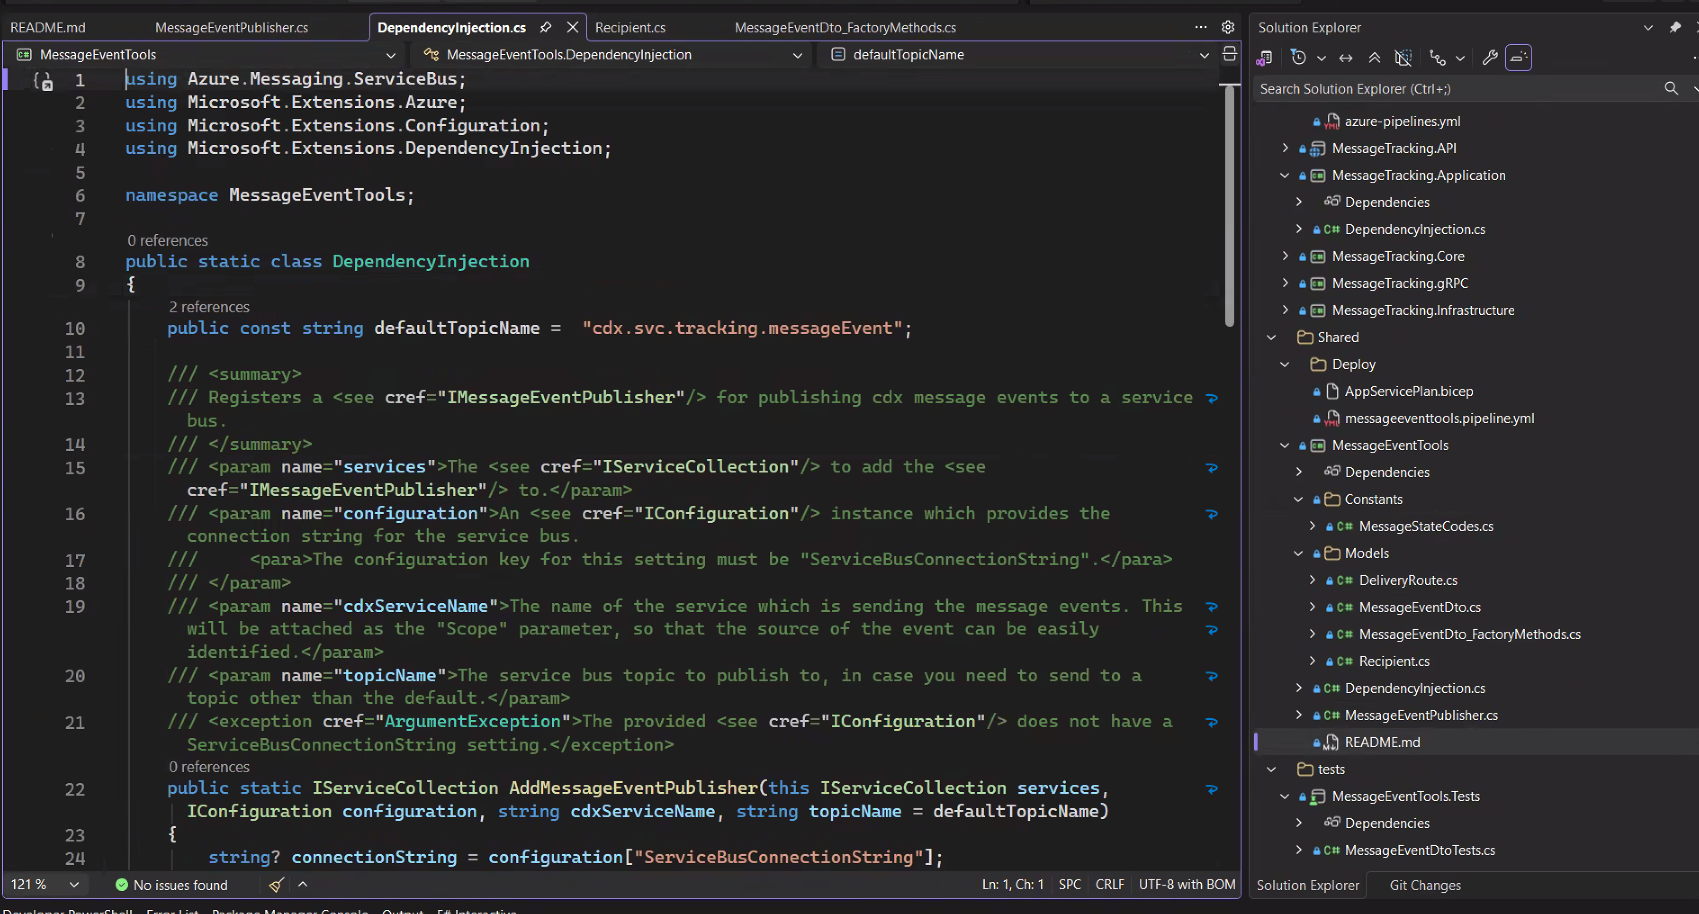 README.md MessageEventPublisher.cs DependencyInjection.cs Recipient.cs MessageEventDto_FactoryMethods.cs
MessageEventTools MessageEventTools.DependencyInjection defaultTopicName
1 using Azure.Messaging.ServiceBus;
2 using Microsoft.Extensions.Azure;
3 using Microsoft.Extensions.Configuration;
4 using Microsoft.Extensions.DependencyInjection;
5
6 namespace MessageEventTools;
7
0 references
8 public static class DependencyInjection
9 {
2 references
10 public const string defaultTopicName =  "cdx.svc.tracking.messageEvent";
11
12 /// <summary>
13 /// Registers a <see cref="IMessageEventPublisher"/> for publishing cdx message events to a service
bus.
14 /// </summary>
15 /// <param name="services">The <see cref="IServiceCollection"/> to add the <see
cref="IMessageEventPublisher"/> to.</param>
16 /// <param name="configuration">An <see cref="IConfiguration"/> instance which provides the
connection string for the service bus.
17 ///     <para>The configuration key for this setting must be "ServiceBusConnectionString".</para>
18 /// </param>
19 /// <param name="cdxServiceName">The name of the service which is sending the message events. This
will be attached as the "Scope" parameter, so that the source of the event can be easily
identified.</param>
20 /// <param name="topicName">The service bus topic to publish to, in case you need to send to a
topic other than the default.</param>
21 /// <exception cref="ArgumentException">The provided <see cref="IConfiguration"/> does not have a
ServiceBusConnectionString setting.</exception>
0 references
22 public static IServiceCollection AddMessageEventPublisher(this IServiceCollection services,
IConfiguration configuration, string cdxServiceName, string topicName = defaultTopicName)
23 {
24 string? connectionString = configuration["ServiceBusConnectionString"];
121 % No issues found Ln: 1, Ch: 1 SPC CRLF UTF-8 with BOM
Developer PowerShell Error List Package Manager Console Output F# Interactive
Solution Explorer
Search Solution Explorer (Ctrl+;)
azure-pipelines.yml
MessageTracking.API
MessageTracking.Application
Dependencies
C# DependencyInjection.cs
MessageTracking.Core
MessageTracking.gRPC
MessageTracking.Infrastructure
Shared
Deploy
AppServicePlan.bicep
messageeventtools.pipeline.yml
MessageEventTools
Dependencies
Constants
C# MessageStateCodes.cs
Models
C# DeliveryRoute.cs
C# MessageEventDto.cs
C# MessageEventDto_FactoryMethods.cs
C# Recipient.cs
C# DependencyInjection.cs
C# MessageEventPublisher.cs
README.md
tests
MessageEventTools.Tests
Dependencies
C# MessageEventDtoTests.cs
Solution Explorer Git Changes